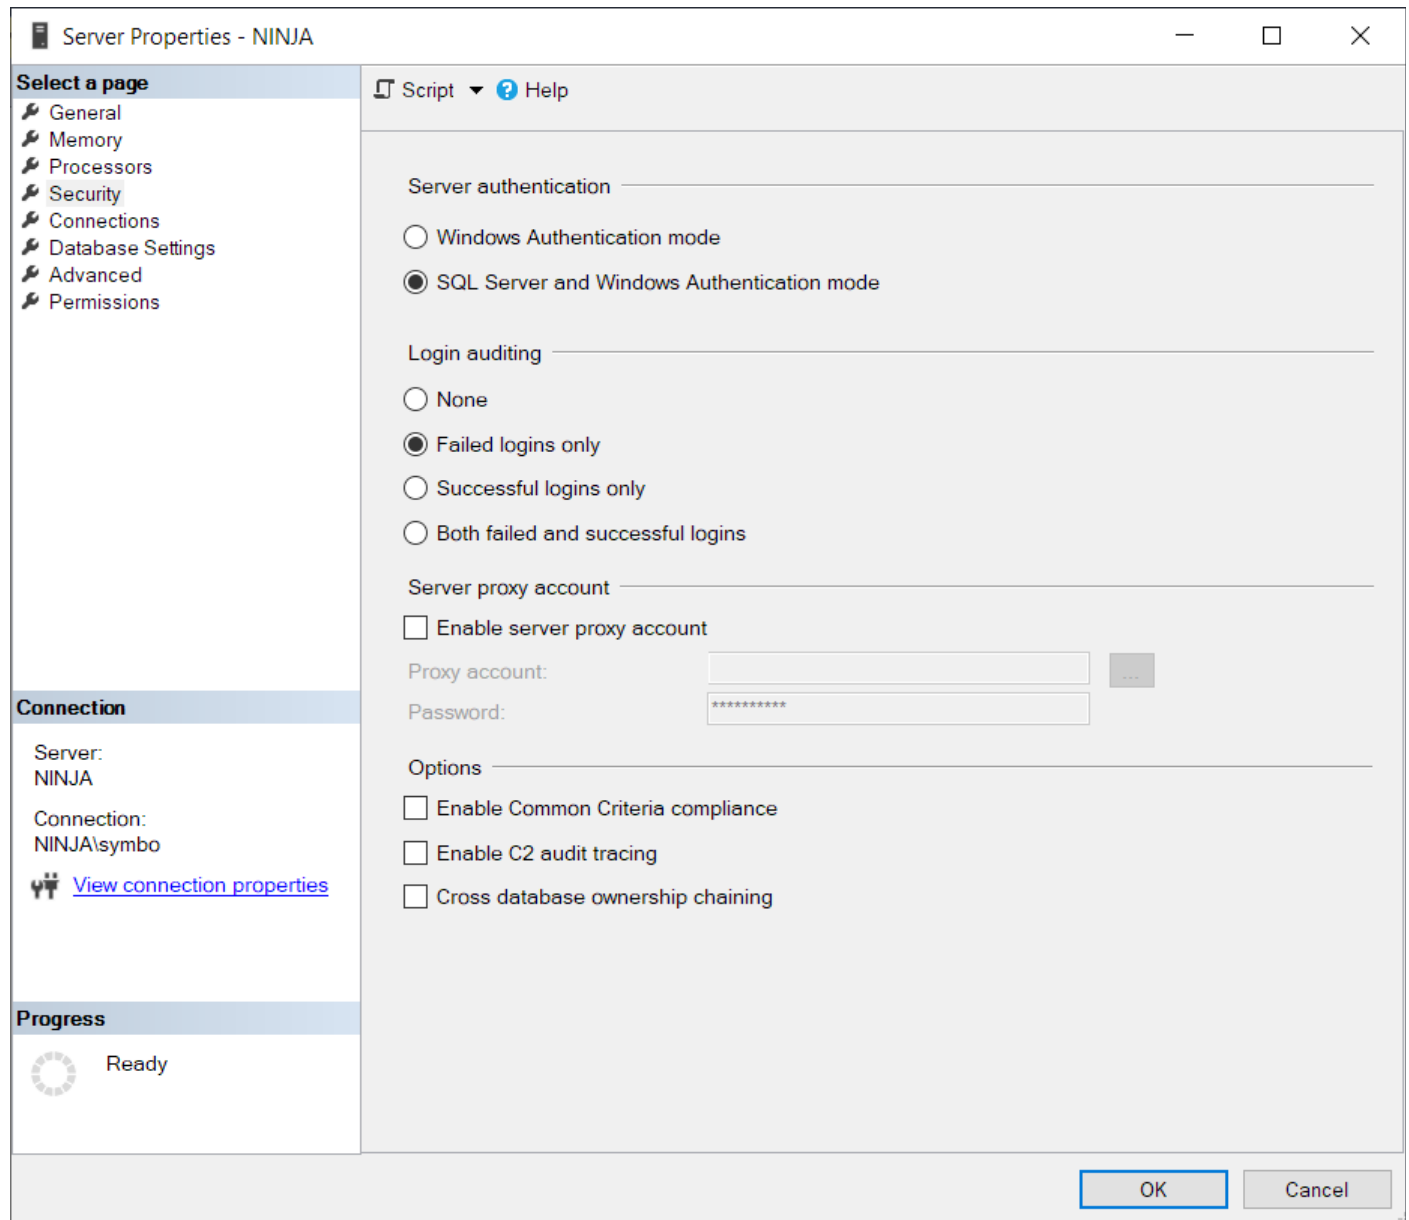 Server Properties - NINJA
Select a page
General
Memory
Processors
Security
Connections
Database Settings
Advanced
Permissions
Connection
Server:
NINJA
Connection:
NINJA\symbo
View connection properties
Progress
Ready
Script
Help
Server authentication
Windows Authentication mode
SQL Server and Windows Authentication mode
Login auditing
None
Failed logins only
Successful logins only
Both failed and successful logins
Server proxy account
Enable server proxy account
Proxy account:
...
Password: **********
Options
Enable Common Criteria compliance
Enable C2 audit tracing
Cross database ownership chaining
OK
Cancel